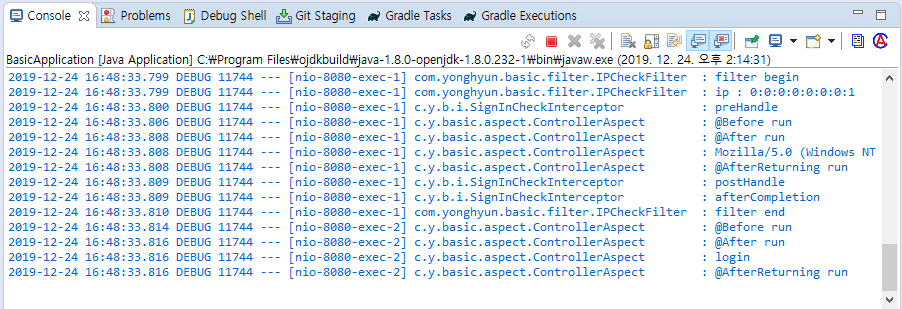 Console Problems Debug Shell Git Staging Gradle Tasks Gradle Executions
BasicApplication [Java Application] C:₩Program Files₩ojdkbuild₩java-1.8.0-openjdk-1.8.0.232-1₩bin₩javaw.exe (2019. 12. 24. 오후 2:14:31)
2019-12-24 16:48:33.799 DEBUG 11744 --- [nio-8080-exec-1] com.yonghyun.basic.filter.IPCheckFilter : filter begin
2019-12-24 16:48:33.799 DEBUG 11744 --- [nio-8080-exec-1] com.yonghyun.basic.filter.IPCheckFilter : ip : 0:0:0:0:0:0:0:1
2019-12-24 16:48:33.800 DEBUG 11744 --- [nio-8080-exec-1] c.y.b.i.SignInCheckInterceptor : preHandle
2019-12-24 16:48:33.806 DEBUG 11744 --- [nio-8080-exec-1] c.y.basic.aspect.ControllerAspect : @Before run
2019-12-24 16:48:33.808 DEBUG 11744 --- [nio-8080-exec-1] c.y.basic.aspect.ControllerAspect : @After run
2019-12-24 16:48:33.808 DEBUG 11744 --- [nio-8080-exec-1] c.y.basic.aspect.ControllerAspect : Mozilla/5.0 (Windows NT
2019-12-24 16:48:33.808 DEBUG 11744 --- [nio-8080-exec-1] c.y.basic.aspect.ControllerAspect : @AfterReturning run
2019-12-24 16:48:33.809 DEBUG 11744 --- [nio-8080-exec-1] c.y.b.i.SignInCheckInterceptor : postHandle
2019-12-24 16:48:33.809 DEBUG 11744 --- [nio-8080-exec-1] c.y.b.i.SignInCheckInterceptor : afterCompletion
2019-12-24 16:48:33.810 DEBUG 11744 --- [nio-8080-exec-1] com.yonghyun.basic.filter.IPCheckFilter : filter end
2019-12-24 16:48:33.814 DEBUG 11744 --- [nio-8080-exec-2] c.y.basic.aspect.ControllerAspect : @Before run
2019-12-24 16:48:33.816 DEBUG 11744 --- [nio-8080-exec-2] c.y.basic.aspect.ControllerAspect : @After run
2019-12-24 16:48:33.816 DEBUG 11744 --- [nio-8080-exec-2] c.y.basic.aspect.ControllerAspect : login
2019-12-24 16:48:33.816 DEBUG 11744 --- [nio-8080-exec-2] c.y.basic.aspect.ControllerAspect : @AfterReturning run